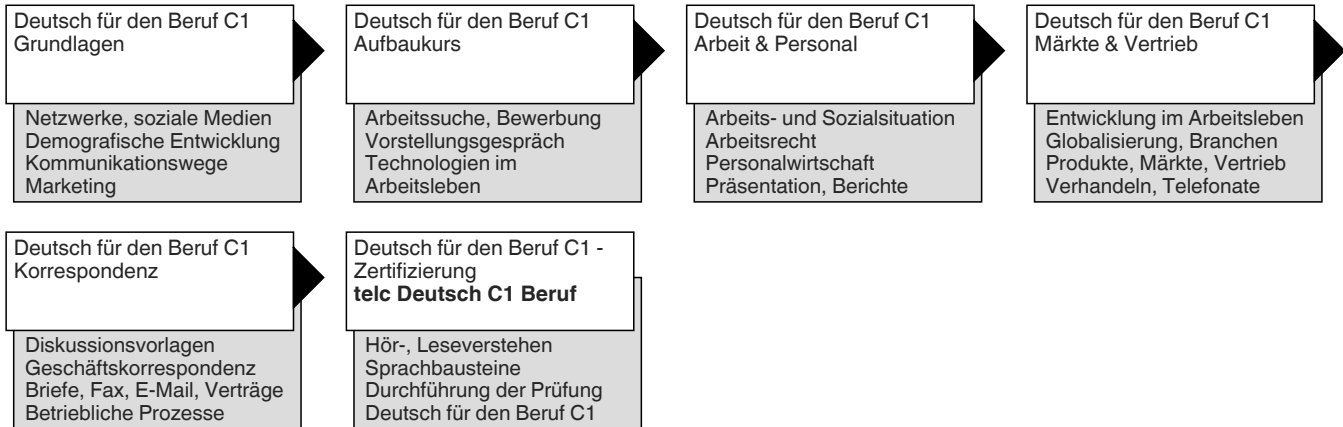 Deutsch für den Beruf C1
Grundlagen
Netzwerke, soziale Medien
Demografische Entwicklung
Kommunikationswege
Marketing
Deutsch für den Beruf C1
Aufbaukurs
Arbeitssuche, Bewerbung
Vorstellungsgespräch
Technologien im
Arbeitsleben
Deutsch für den Beruf C1
Arbeit & Personal
Arbeits- und Sozialsituation
Arbeitsrecht
Personalwirtschaft
Präsentation, Berichte
Deutsch für den Beruf C1
Märkte & Vertrieb
Entwicklung im Arbeitsleben
Globalisierung, Branchen
Produkte, Märkte, Vertrieb
Verhandeln, Telefonate
Deutsch für den Beruf C1
Korrespondenz
Diskussionsvorlagen
Geschäftskorrespondenz
Briefe, Fax, E-Mail, Verträge
Betriebliche Prozesse
Deutsch für den Beruf C1 -
Zertifizierung
telc Deutsch C1 Beruf
Hör-, Leseverstehen
Sprachbausteine
Durchführung der Prüfung
Deutsch für den Beruf C1